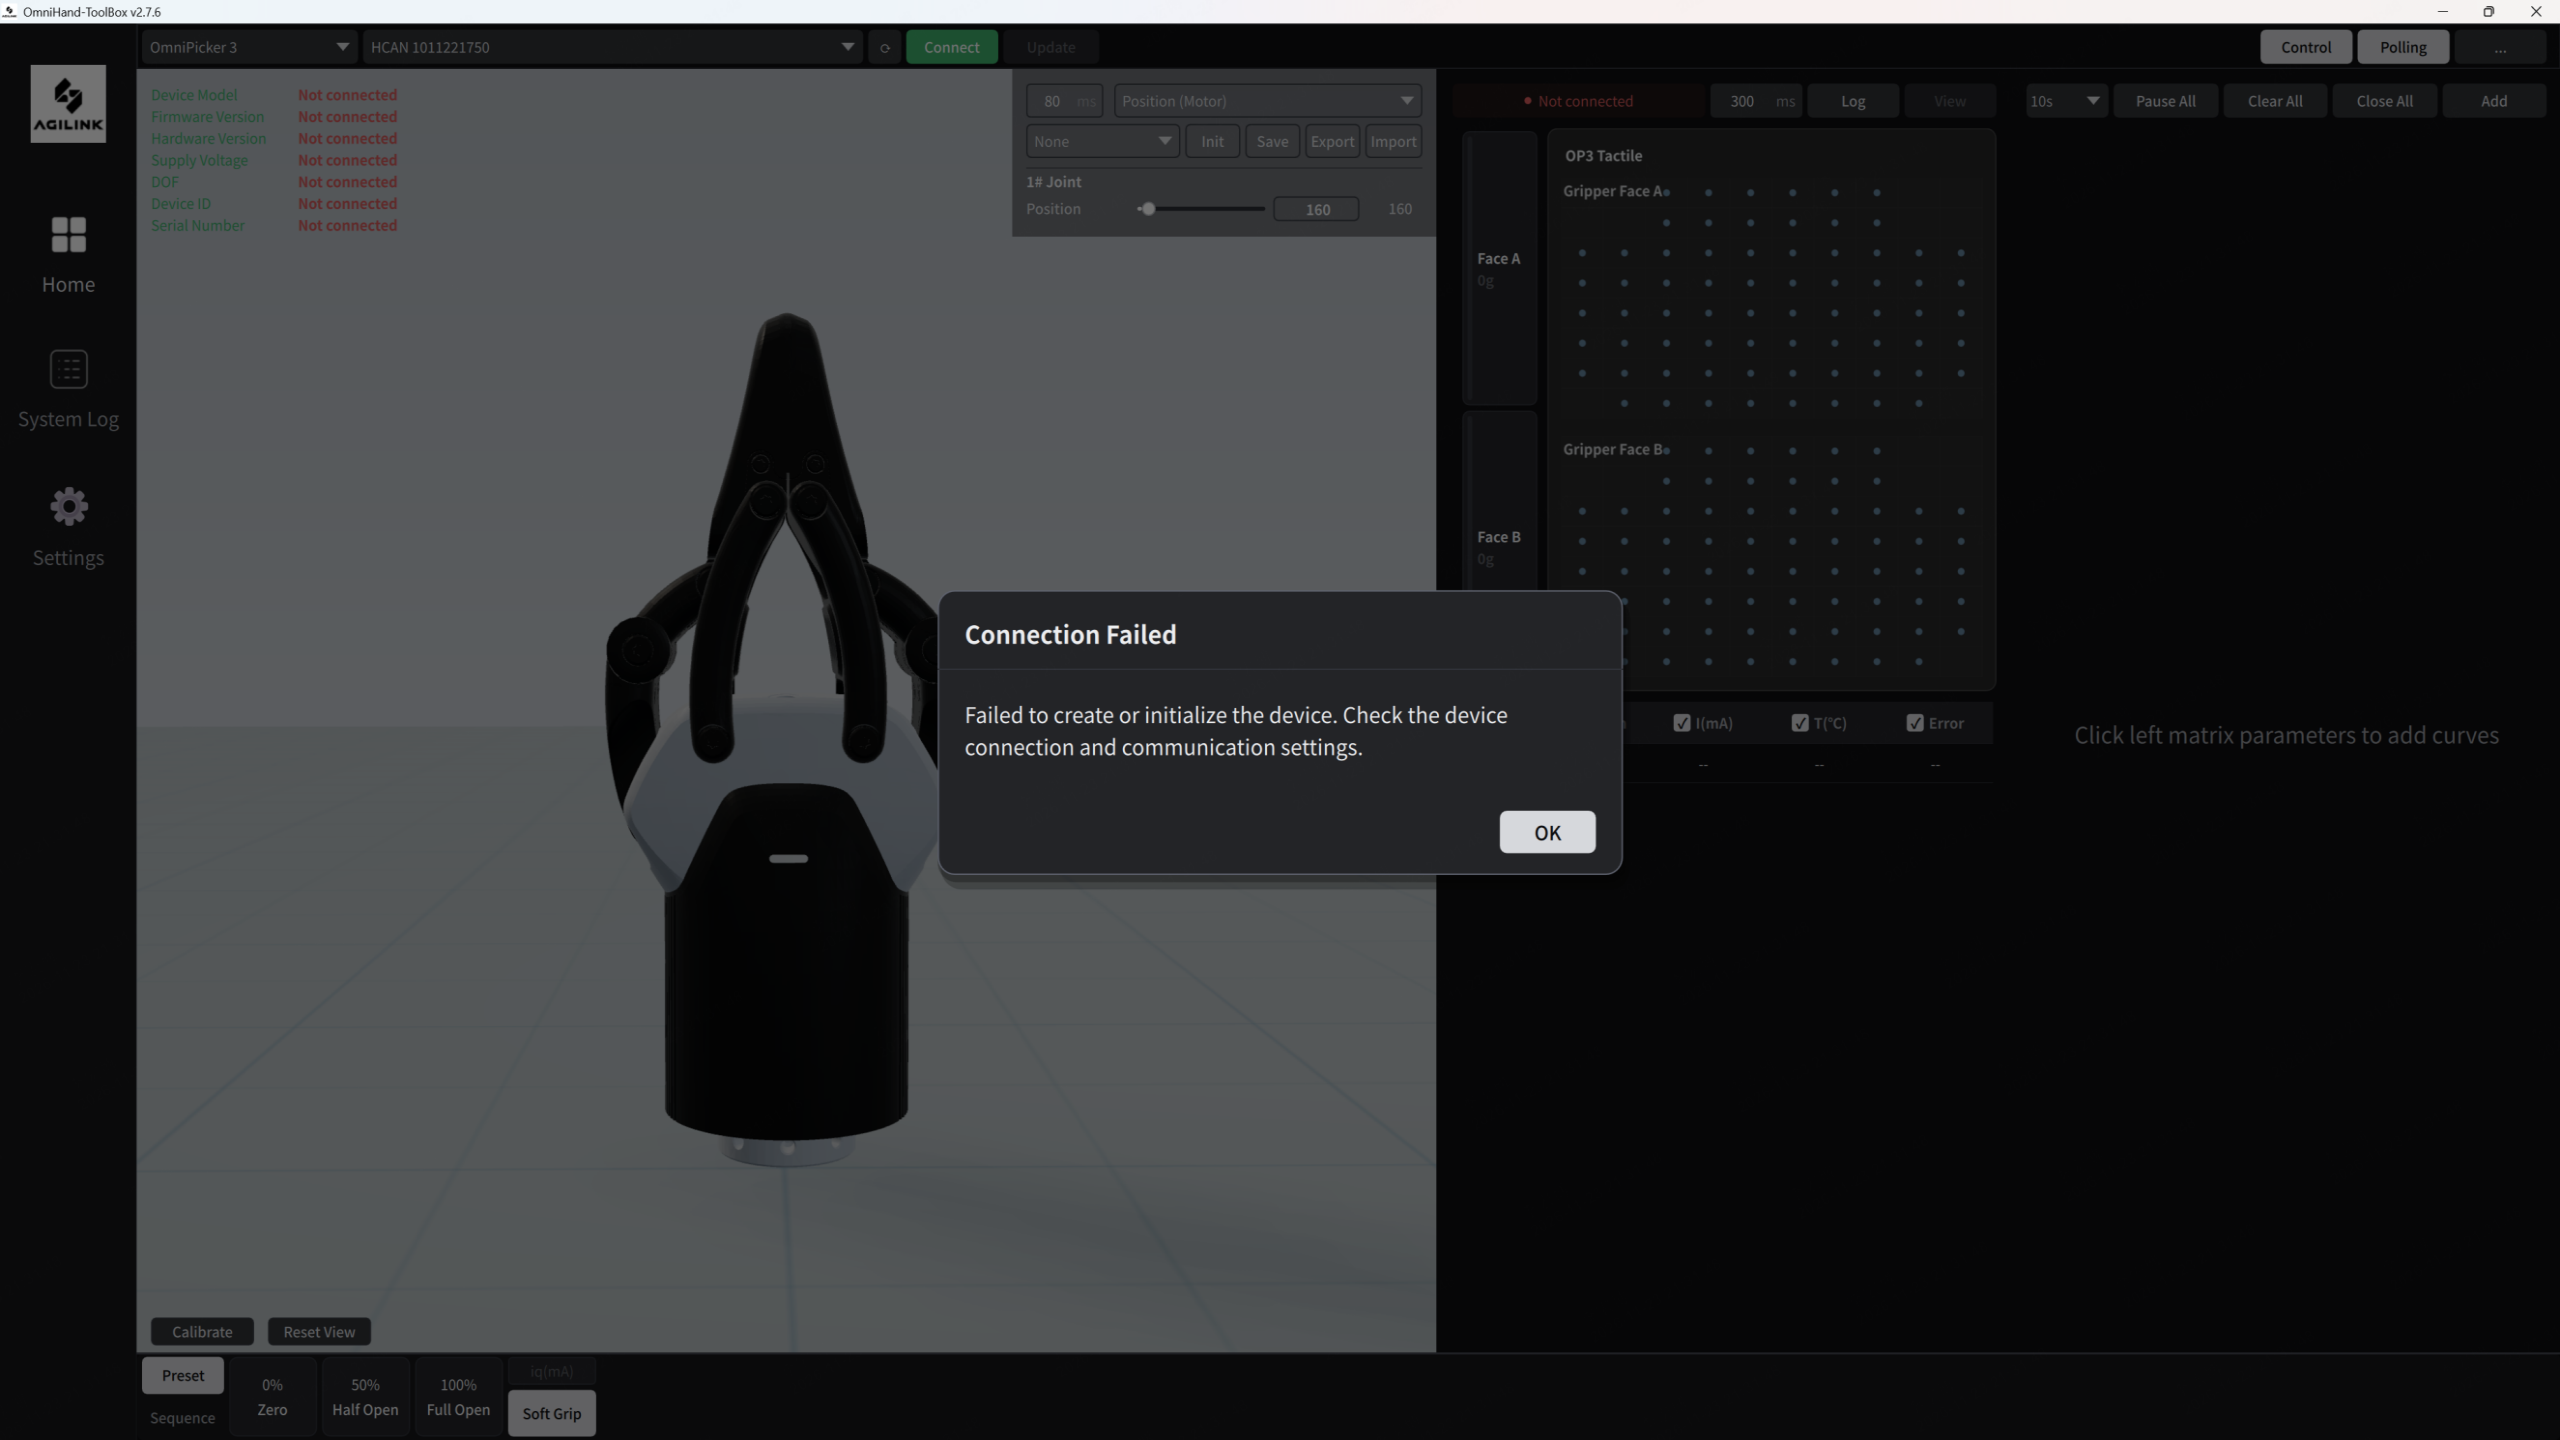 OmniHand-ToolBox v2.7.6
OmniPicker 3
HCAN 1011221750
Connect
Update
Control
Polling
...
AGILINK
Home
System Log
Settings
Device Model Not connected
Firmware Version Not connected
Hardware Version Not connected
Supply Voltage Not connected
DOF Not connected
Device ID Not connected
Serial Number Not connected
80 ms
Position (Motor)
None
Init
Save
Export
Import
1# Joint
Position 160 160
Not connected
300 ms
Log
View
10s
Pause All
Clear All
Close All
Add
Face A
0g
Face B
0g
OP3 Tactile
Gripper Face A
Gripper Face B
I(mA)
T(°C)
Error
-- -- --
Click left matrix parameters to add curves
Connection Failed
Failed to create or initialize the device. Check the device
connection and communication settings.
OK
Calibrate
Reset View
Preset
Sequence
0%
Zero
50%
Half Open
100%
Full Open
iq(mA)
Soft Grip